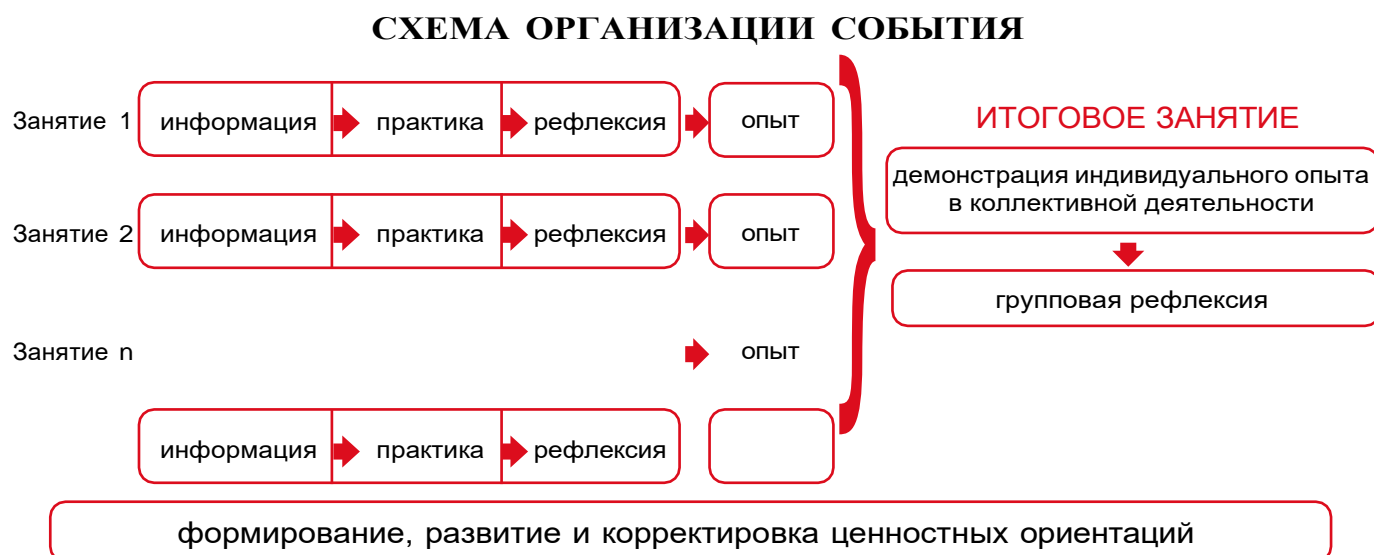 СХЕМА ОРГАНИЗАЦИИ СОБЫТИЯ
Занятие 1 информация практика рефлексия опыт
Занятие 2 информация практика рефлексия опыт
Занятие n опыт
информация практика рефлексия
ИТОГОВОЕ ЗАНЯТИЕ
демонстрация индивидуального опыта
в коллективной деятельности
групповая рефлексия
формирование, развитие и корректировка ценностных ориентаций